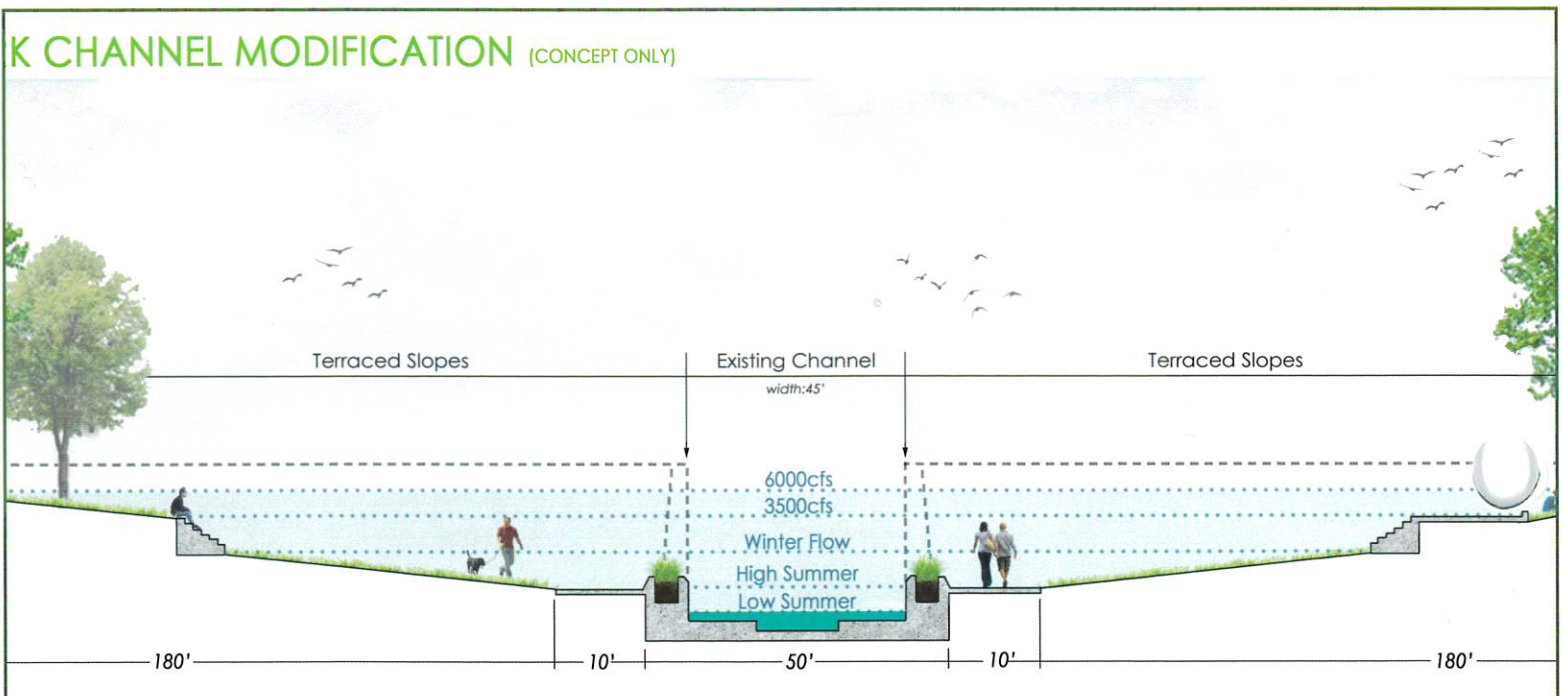 K CHANNEL MODIFICATION (CONCEPT ONLY)
Terraced Slopes
Existing Channel
Terraced Slopes
width:45'
6000cfs
3500cfs
Winter Flow
High Summer
Low Summer
180'
10'
50'
10'
180'